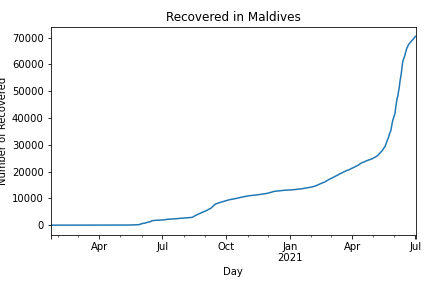 Recovered in Maldives
Number of Recovered
70000
60000
50000
40000
30000
20000
10000
0
Apr
Jul
Oct
Jan
2021
Apr
Jul
Day